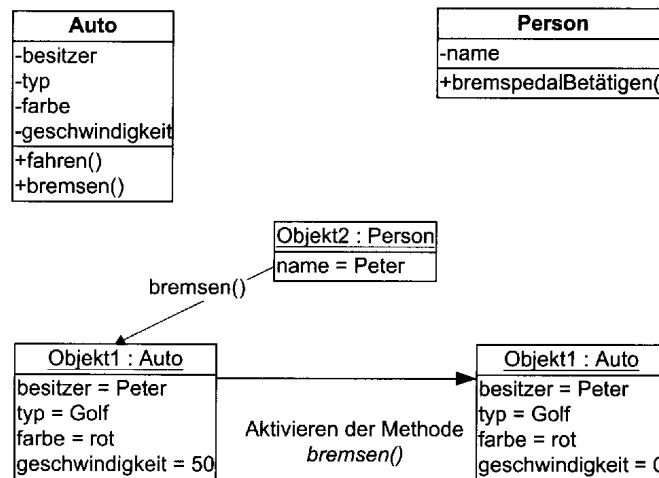 Auto
-besitzer
-typ
-farbe
-geschwindigkeit
+fahren()
+bremsen()
Person
-name
+bremspedalBetätigen(
Objekt2 : Person
name = Peter
bremsen()
Objekt1 : Auto
besitzer = Peter
typ = Golf
farbe = rot
geschwindigkeit = 50
Aktivieren der Methode
bremsen()
Objekt1 : Auto
besitzer = Peter
typ = Golf
farbe = rot
geschwindigkeit = 0